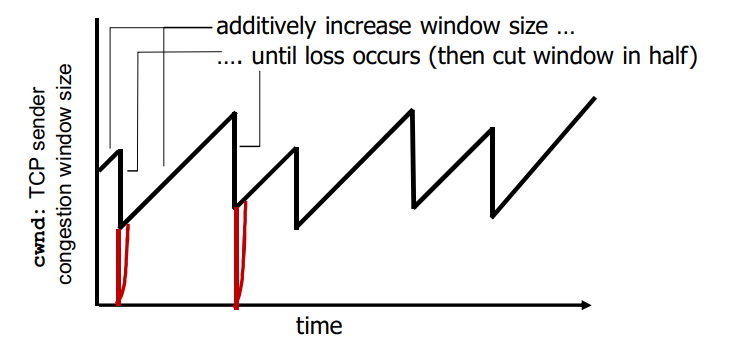 additively increase window size …
…. until loss occurs (then cut window in half)
cwnd: TCP sender
congestion window size
time